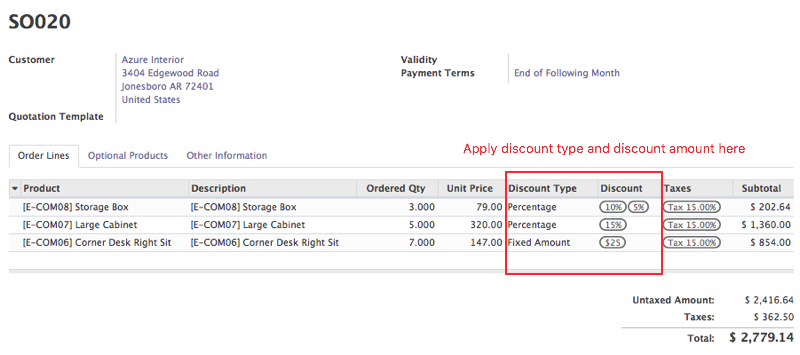 SO020
Customer Azure Interior Validity
3404 Edgewood Road Payment Terms End of Following Month
Jonesboro AR 72401
United States
Quotation Template
Order Lines Optional Products Other Information
Apply discount type and discount amount here
Product Description Ordered Qty Unit Price Discount Type Discount Taxes Subtotal
[E-COM08] Storage Box [E-COM08] Storage Box 3.000 79.00 Percentage 10% 5% Tax 15.00% $ 202.64
[E-COM07] Large Cabinet [E-COM07] Large Cabinet 5.000 320.00 Percentage 15% Tax 15.00% $ 1,360.00
[E-COM06] Corner Desk Right Sit [E-COM06] Corner Desk Right Sit 7.000 147.00 Fixed Amount $25 Tax 15.00% $ 854.00
Untaxed Amount: $ 2,416.64
Taxes: $ 362.50
Total: $ 2,779.14